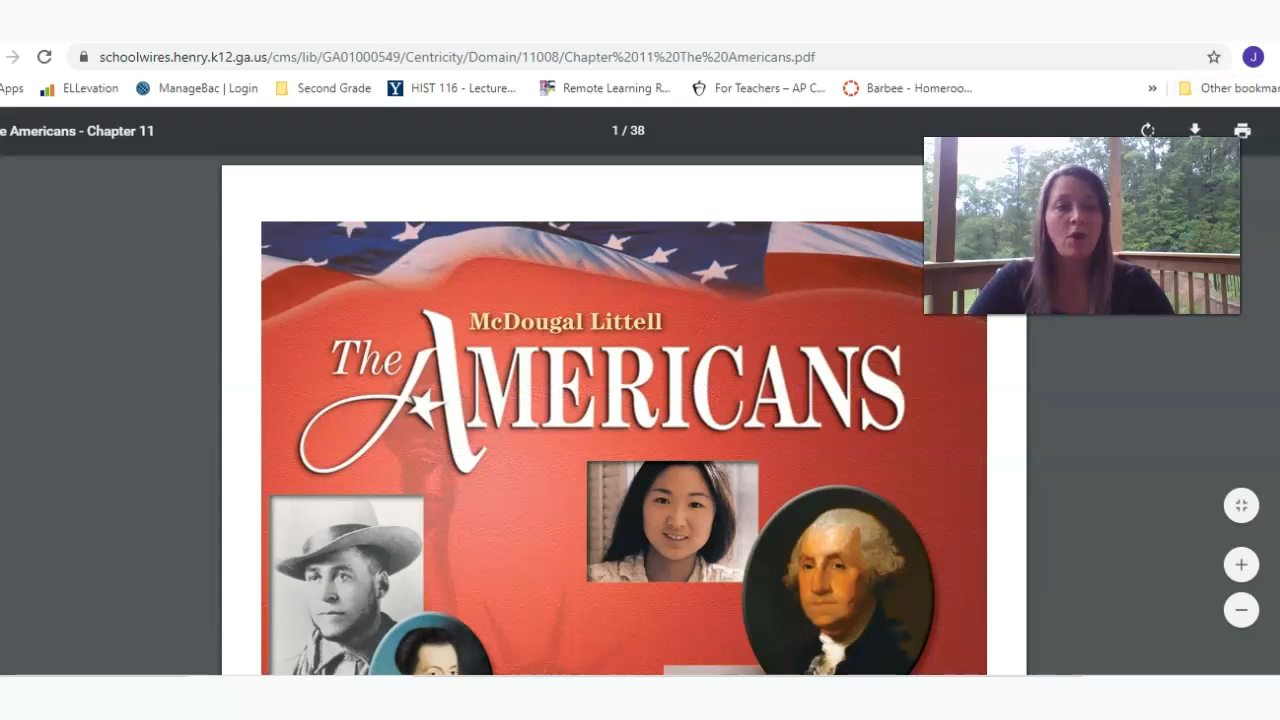 schoolwires.henry.k12.ga.us/cms/lib/GA01000549/Centricity/Domain/11008/Chapter%2011%20The%20Americans.pdf
J
Apps ELLevation ManageBac | Login Second Grade Y HIST 116 - Lecture... Remote Learning R... For Teachers – AP C... Barbee - Homeroo... » Other bookmar
e Americans - Chapter 11 1 / 38
McDougal Littell
The AMERICANS